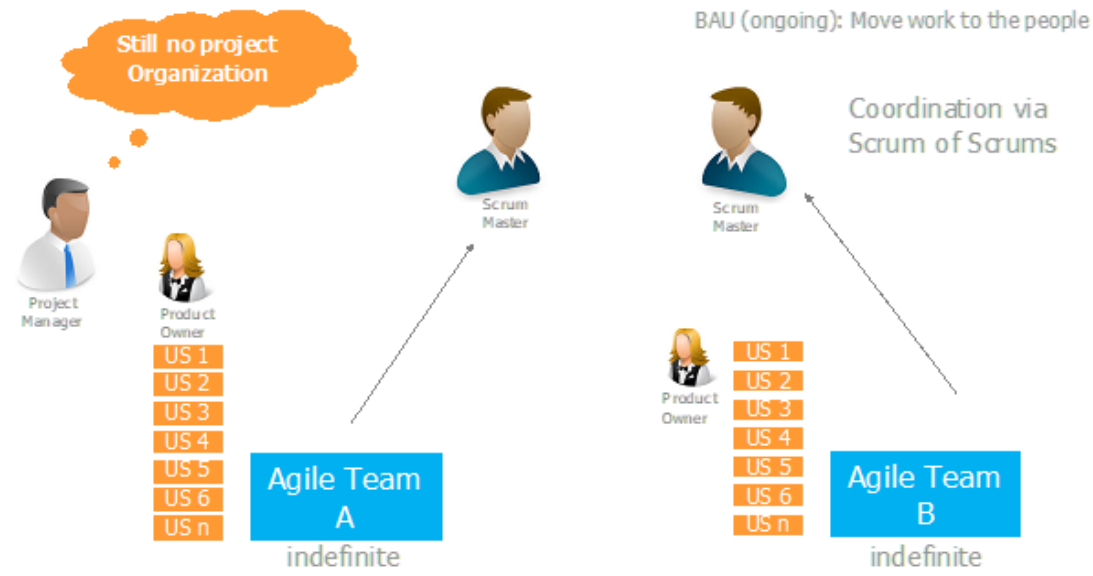 BAU (ongoing): Move work to the people
Still no project
Organization
Coordination via
Scrum of Scrums
Scrum
Master
Scrum
Master
Project
Manager
Product
Owner
US 1
US 2
US 3
US 4
US 5
US 6
US n
Agile Team
A
indefinite
Product
Owner
US 1
US 2
US 3
US 4
US 5
US 6
US n
Agile Team
B
indefinite